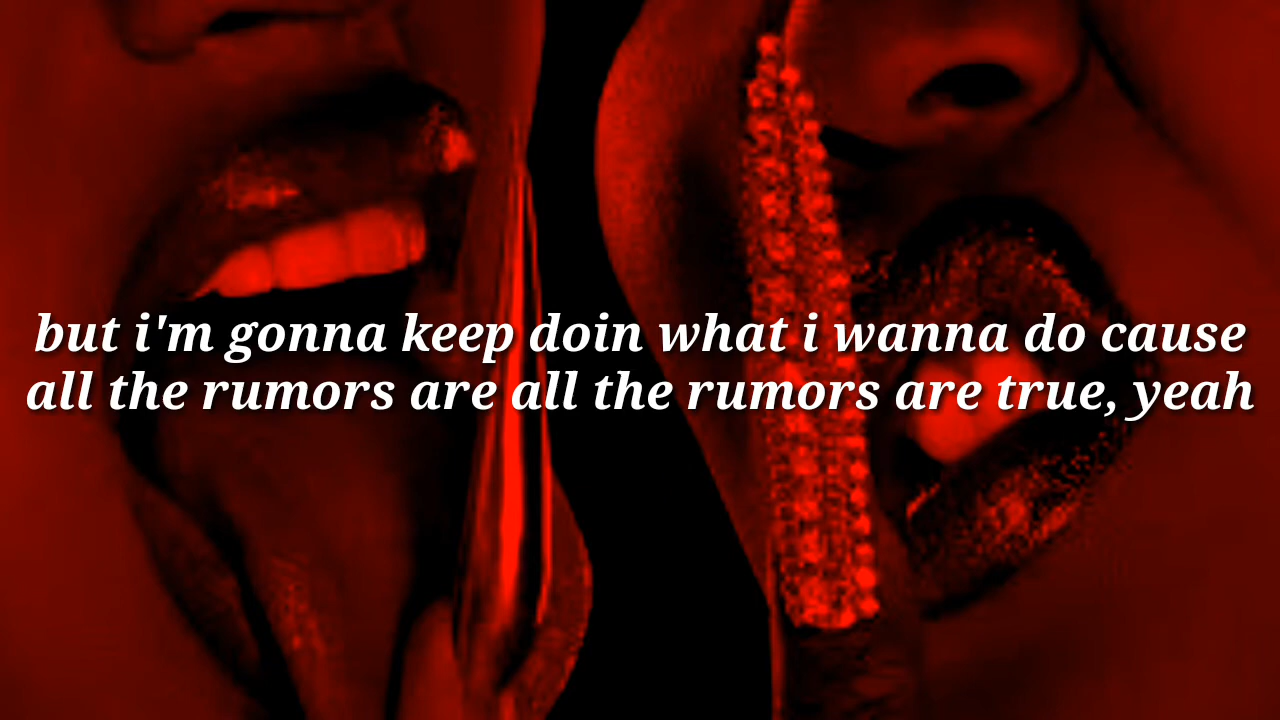 but i'm gonna keep doin what i wanna do cause
all the rumors are all the rumors are true, yeah